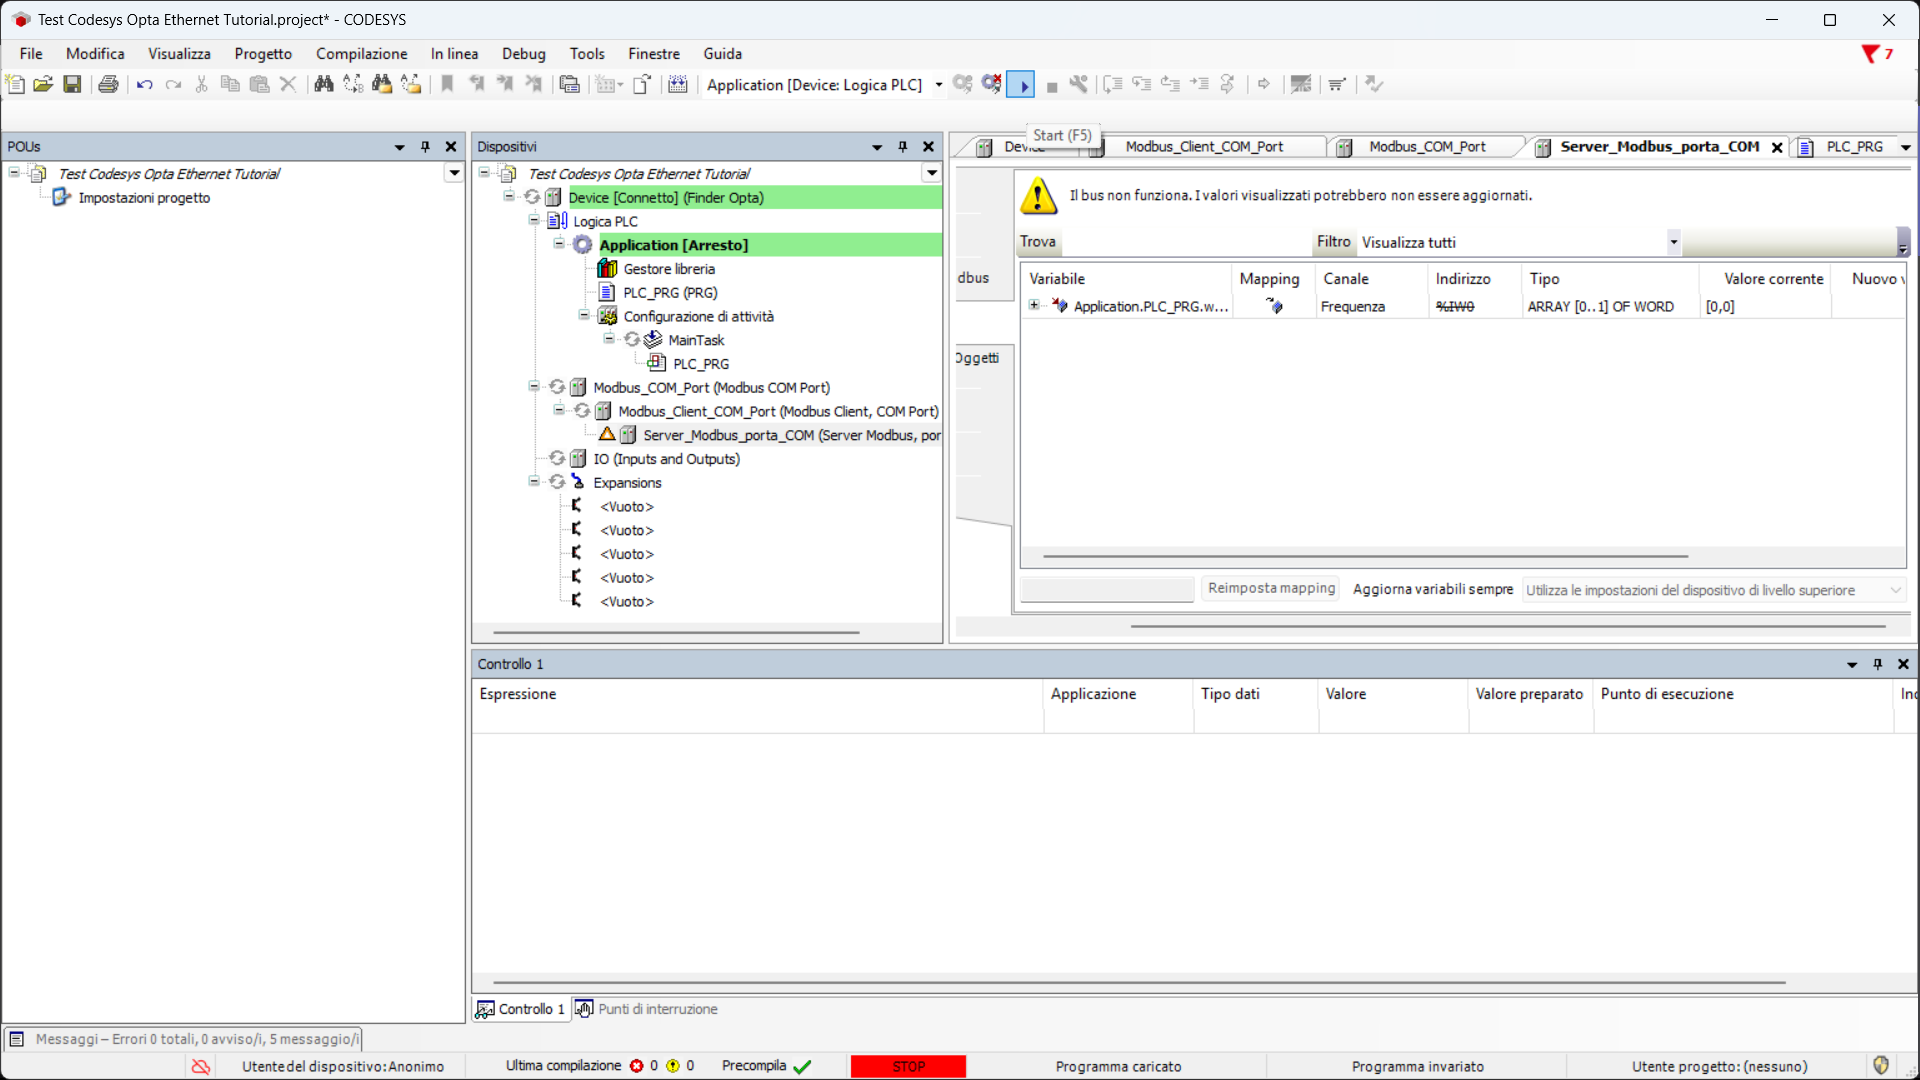 Test Codesys Opta Ethernet Tutorial.project* - CODESYS
File Modifica Visualizza Progetto Compilazione In linea Debug Tools Finestre Guida
7
Application [Device: Logica PLC]
Start (F5)
POUs
Test Codesys Opta Ethernet Tutorial
Impostazioni progetto
Dispositivi
Test Codesys Opta Ethernet Tutorial
Device [Connetto] (Finder Opta)
Logica PLC
Application [Arresto]
Gestore libreria
PLC_PRG (PRG)
Configurazione di attività
MainTask
PLC_PRG
Modbus_COM_Port (Modbus COM Port)
Modbus_Client_COM_Port (Modbus Client, COM Port)
Server_Modbus_porta_COM (Server Modbus, por
IO (Inputs and Outputs)
Expansions
<Vuoto>
<Vuoto>
<Vuoto>
<Vuoto>
<Vuoto>
Modbus_Client_COM_Port Modbus_COM_Port Server_Modbus_porta_COM PLC_PRG
Il bus non funziona. I valori visualizzati potrebbero non essere aggiornati.
Trova Filtro Visualizza tutti
dbus
Oggetti
Variabile Mapping Canale Indirizzo Tipo Valore corrente Nuovo v
Application.PLC_PRG.w... Frequenza %IW0 ARRAY [0..1] OF WORD [0,0]
Reimposta mapping Aggiorna variabili sempre Utilizza le impostazioni del dispositivo di livello superiore
Controllo 1
Espressione Applicazione Tipo dati Valore Valore preparato Punto di esecuzione Inc
Controllo 1 Punti di interruzione
Messaggi – Errori 0 totali, 0 avviso/i, 5 messaggio/i
Utente del dispositivo: Anonimo Ultima compilazione 0 0 Precompila STOP Programma caricato Programma invariato Utente progetto: (nessuno)